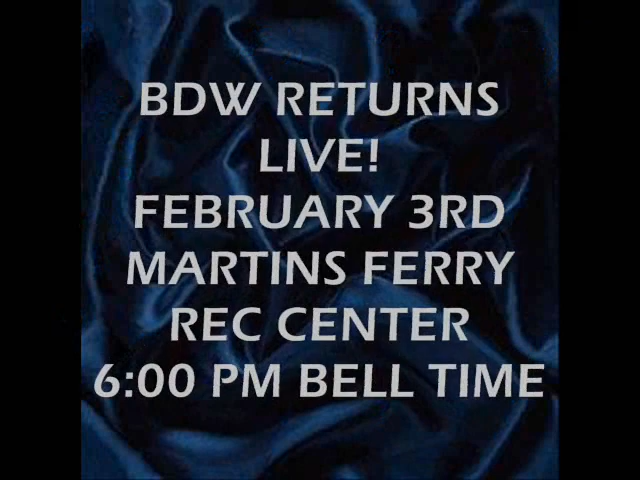 BDW RETURNS
LIVE!
FEBRUARY 3RD
MARTINS FERRY
REC CENTER
6:00 PM BELL TIME